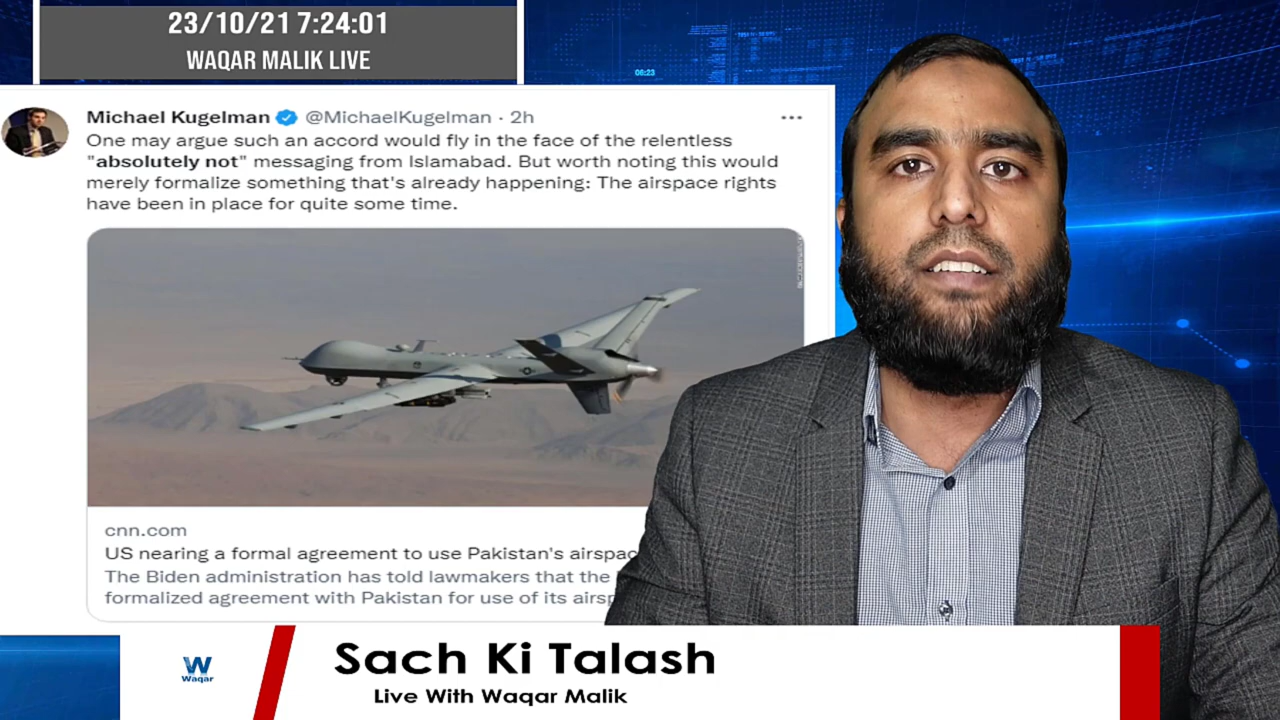 23/10/21 7:24:01
WAQAR MALIK LIVE
06:23
Michael Kugelman @MichaelKugelman · 2h
One may argue such an accord would fly in the face of the relentless
"absolutely not" messaging from Islamabad. But worth noting this would
merely formalize something that's already happening: The airspace rights
have been in place for quite some time.
cnn.com
US nearing a formal agreement to use Pakistan's
The Biden administration has told lawmakers that the
formalized agreement with Pakistan for use of its
W
Waqar
Sach Ki Talash
Live With Waqar Malik